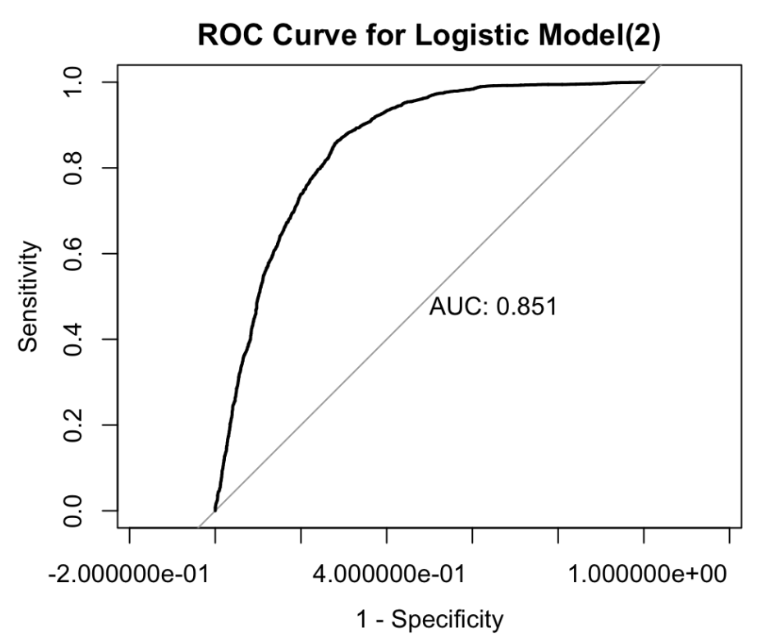 ROC Curve for Logistic Model(2)
1.0
0.8
0.6
0.4
0.2
0.0
Sensitivity
AUC: 0.851
-2.000000e-01 4.000000e-01 1.000000e+00
1 - Specificity